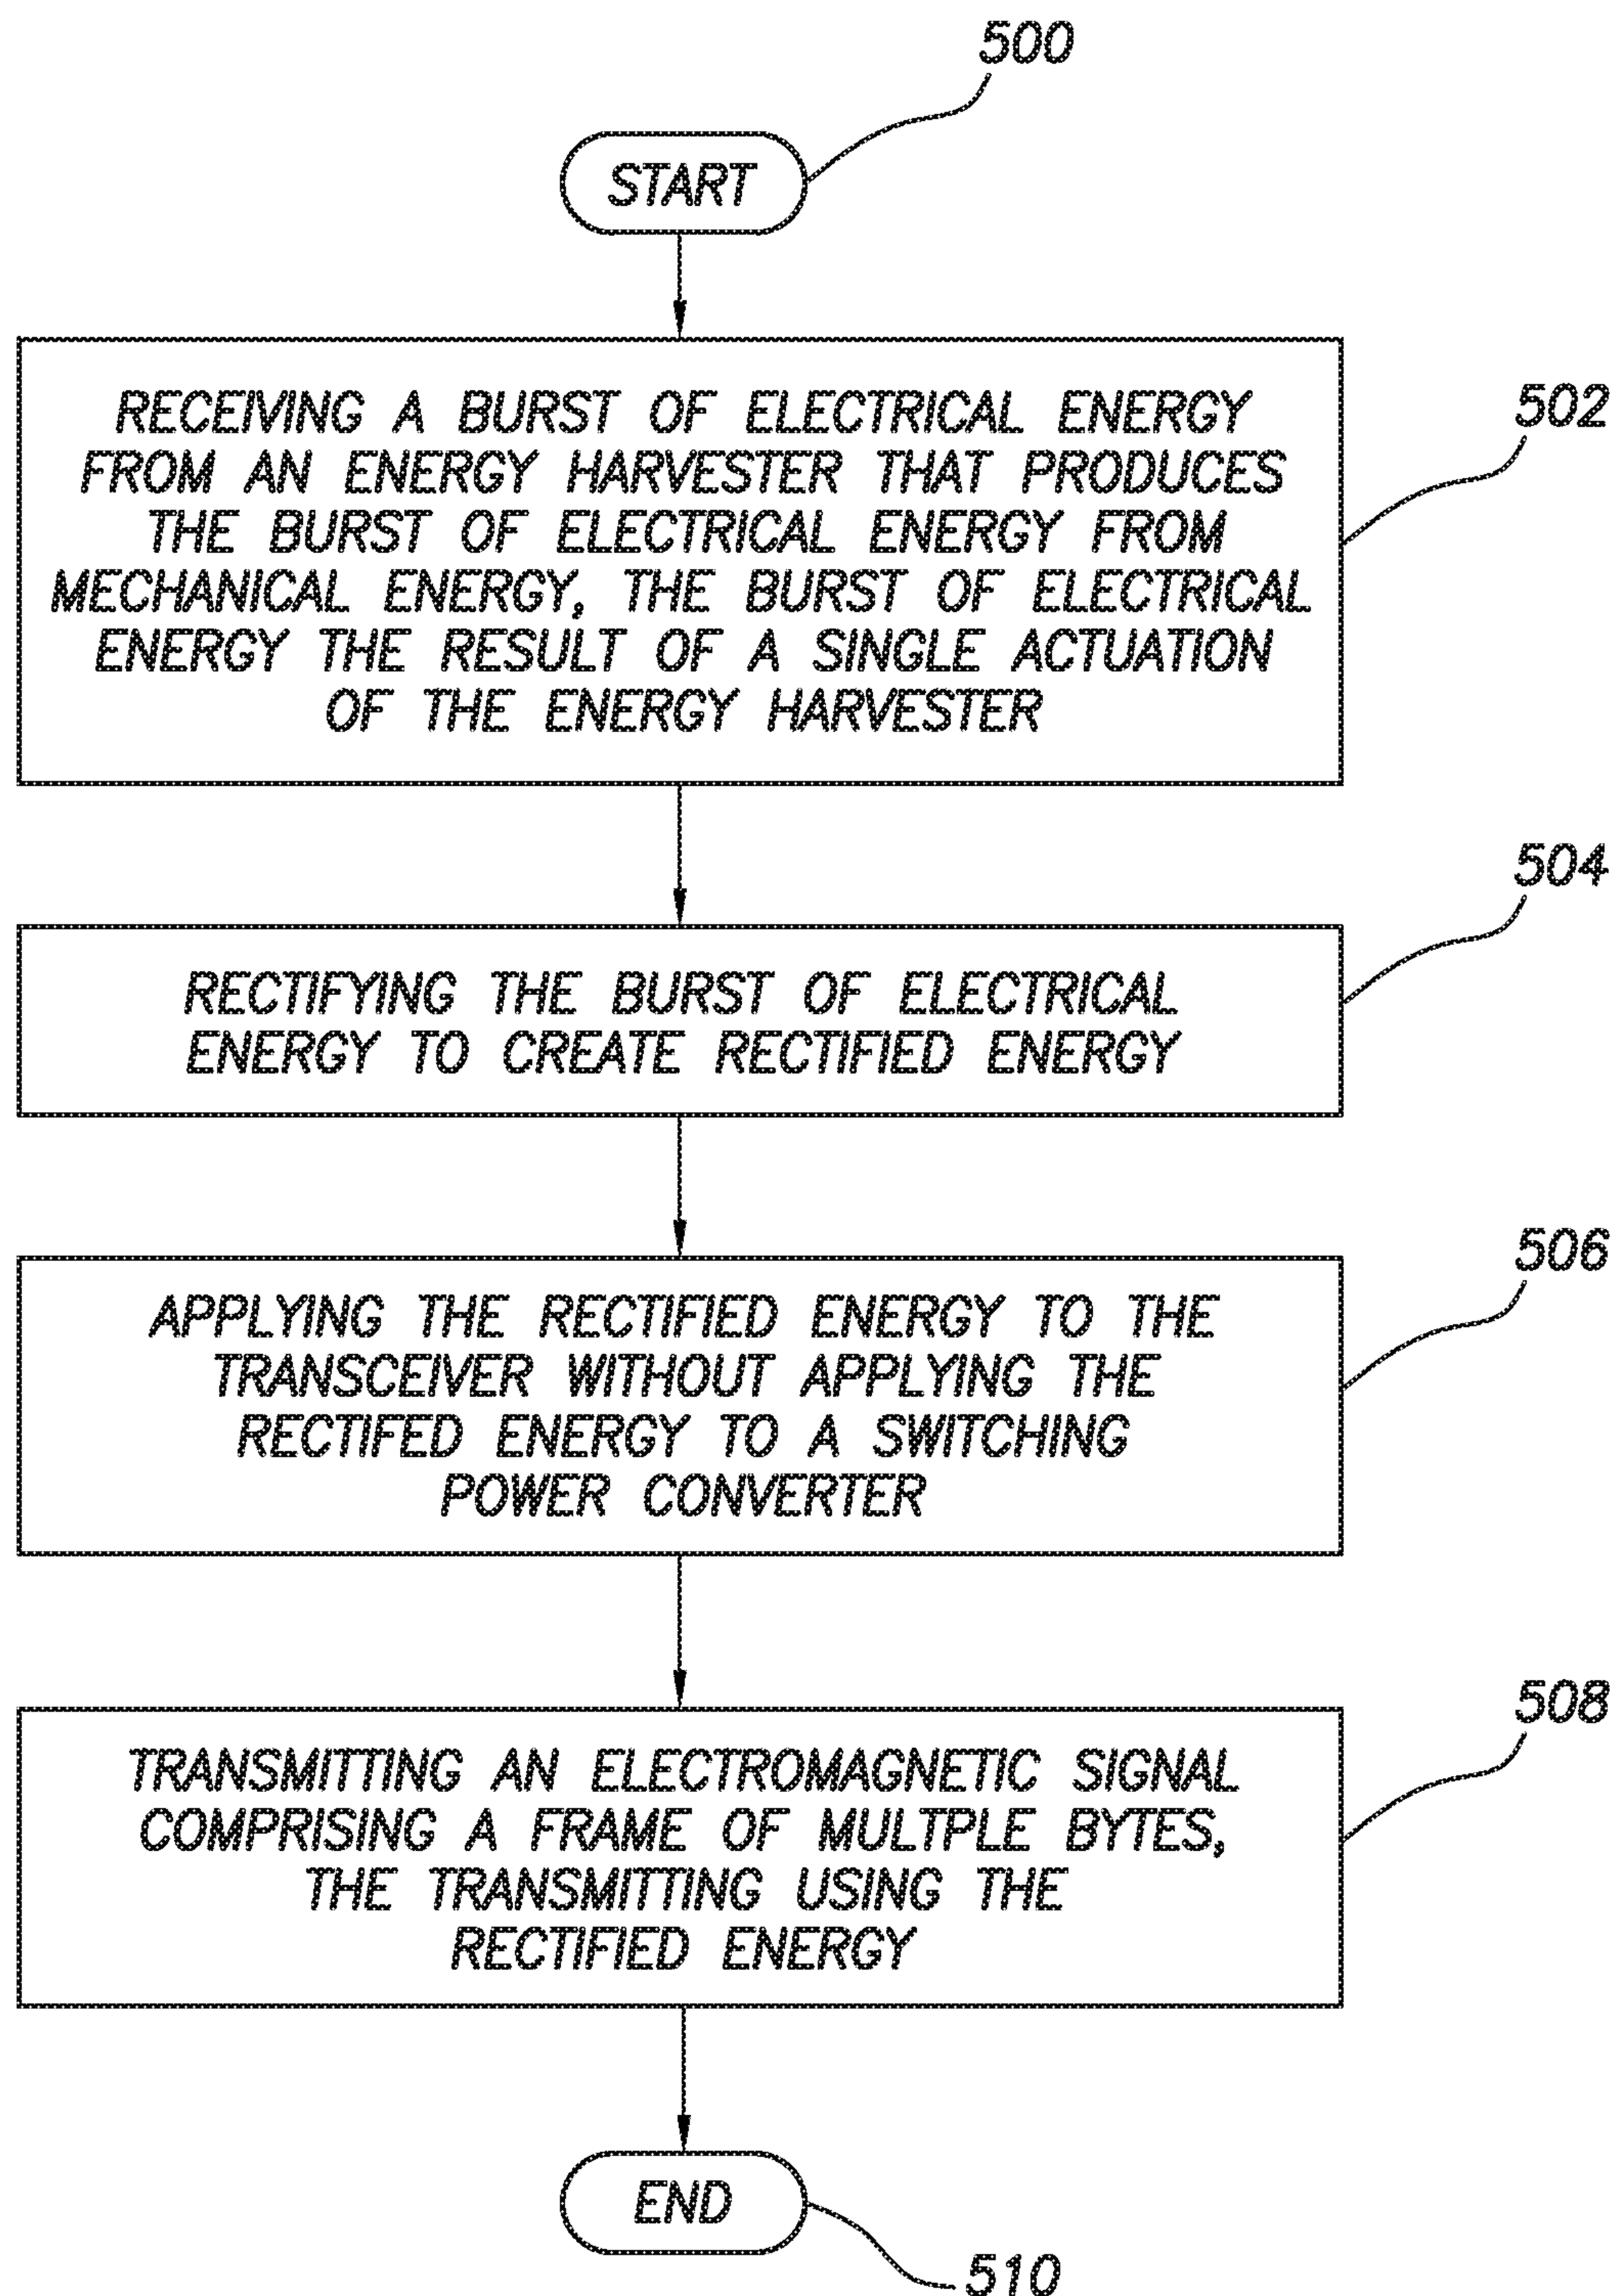 500
START
RECEIVING A BURST OF ELECTRICAL ENERGY
FROM AN ENERGY HARVESTER THAT PRODUCES
THE BURST OF ELECTRICAL ENERGY FROM
MECHANICAL ENERGY, THE BURST OF ELECTRICAL
ENERGY THE RESULT OF A SINGLE ACTUATION
OF THE ENERGY HARVESTER
502
RECTIFYING THE BURST OF ELECTRICAL
ENERGY TO CREATE RECTIFIED ENERGY
504
APPLYING THE RECTIFIED ENERGY TO THE
TRANSCEIVER WITHOUT APPLYING THE
RECTIFED ENERGY TO A SWITCHING
POWER CONVERTER
506
TRANSMITTING AN ELECTROMAGNETIC SIGNAL
COMPRISING A FRAME OF MULTPLE BYTES,
THE TRANSMITTING USING THE
RECTIFIED ENERGY
508
END
510